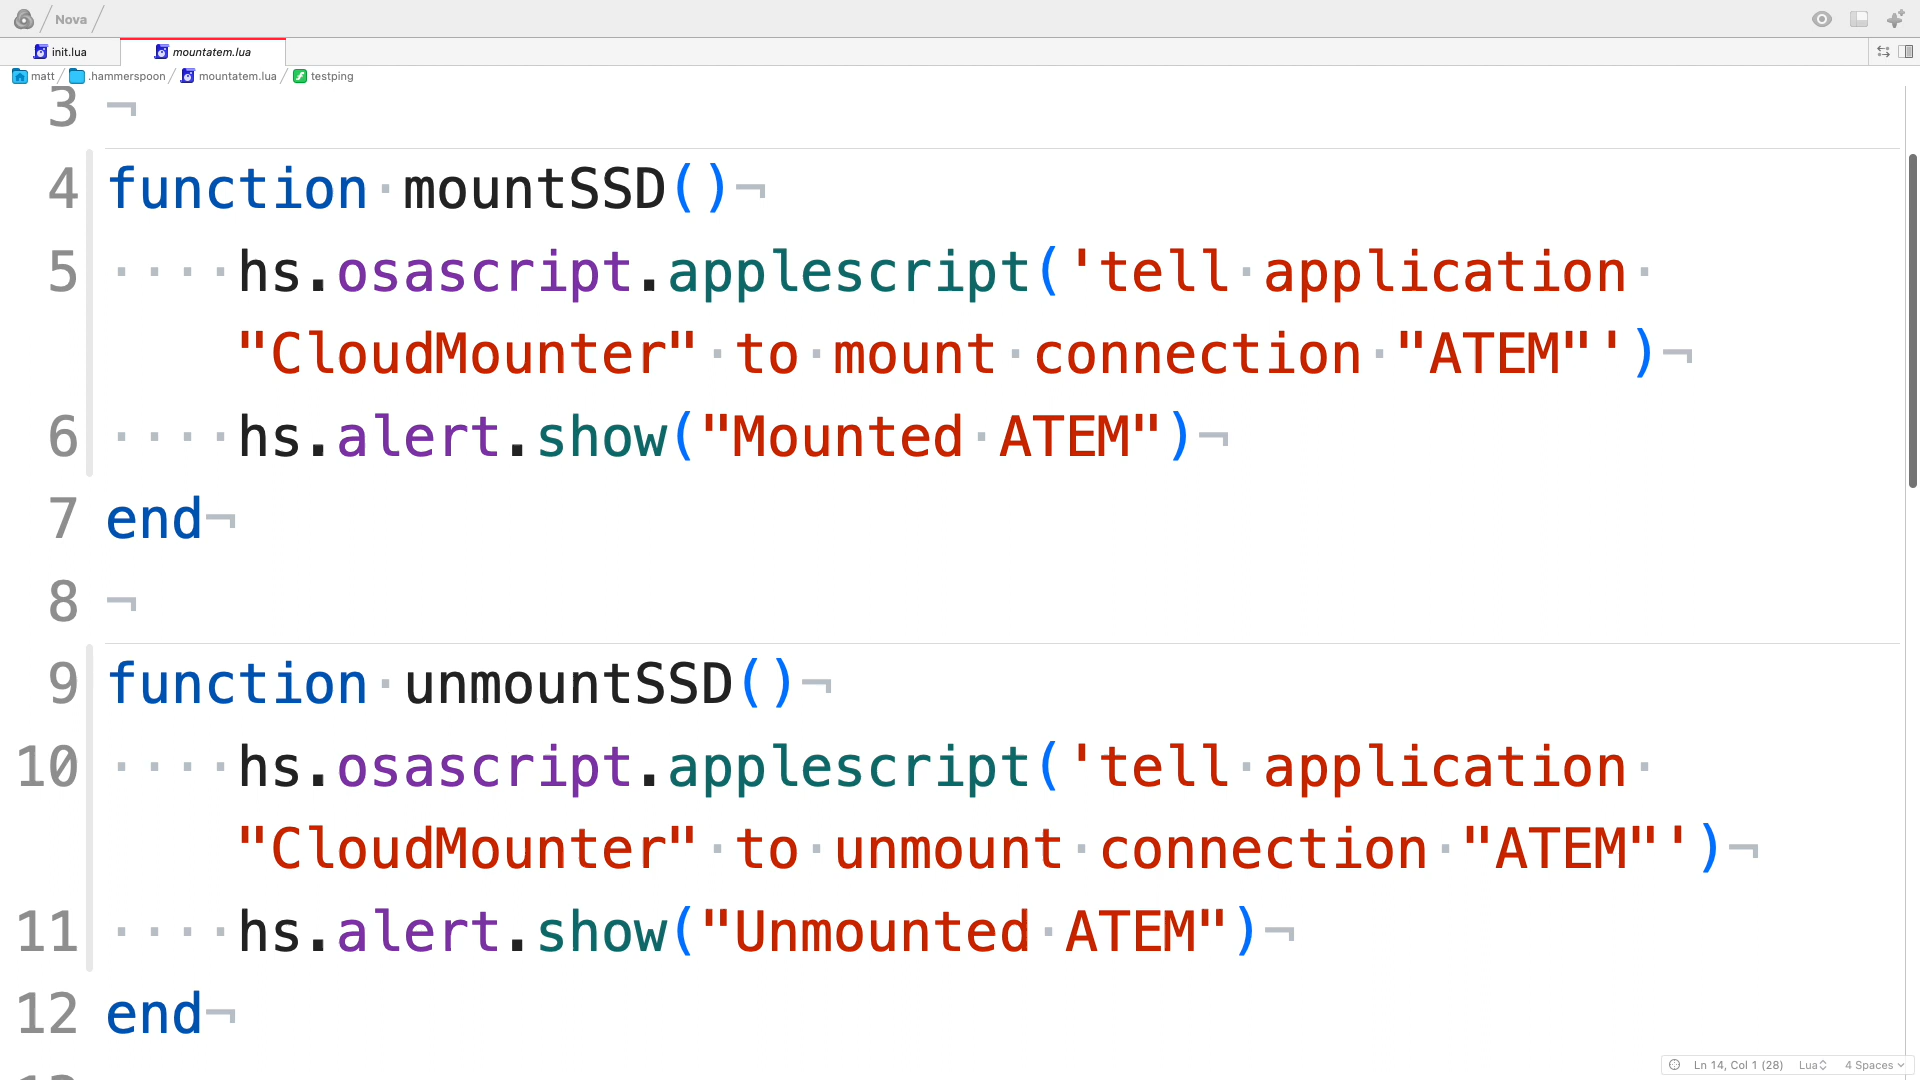 Nova
init.lua
mountatem.lua
matt .hammerspoon mountatem.lua testping
3 ¬
4 function·mountSSD()¬
5 ····hs.osascript.applescript('tell·application·
"CloudMounter"·to·mount·connection·"ATEM"')¬
6 ····hs.alert.show("Mounted·ATEM")¬
7 end¬
8 ¬
9 function·unmountSSD()¬
10 ····hs.osascript.applescript('tell·application·
"CloudMounter"·to·unmount·connection·"ATEM"')¬
11 ····hs.alert.show("Unmounted·ATEM")¬
12 end¬
Ln 14, Col 1 (28) Lua 4 Spaces